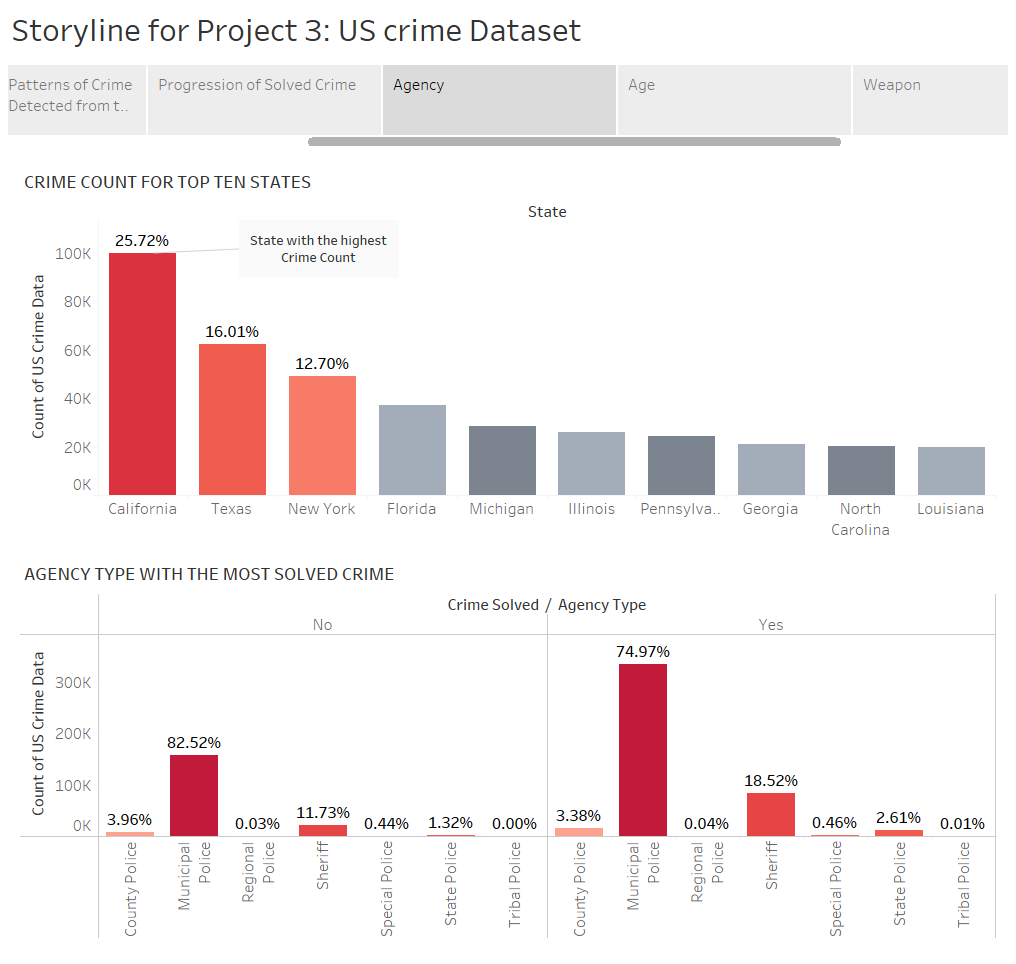 Storyline for Project 3: US crime Dataset
Patterns of Crime
Detected from t..
Progression of Solved Crime
Agency
Age
Weapon
CRIME COUNT FOR TOP TEN STATES
State
Count of US Crime Data
100K
80K
60K
40K
20K
0K
25.72%
State with the highest
Crime Count
16.01%
12.70%
California
Texas
New York
Florida
Michigan
Illinois
Pennsylva..
Georgia
North
Carolina
Louisiana
AGENCY TYPE WITH THE MOST SOLVED CRIME
Crime Solved / Agency Type
No
Yes
Count of US Crime Data
300K
200K
100K
0K
3.96%
82.52%
0.03%
11.73%
0.44%
1.32%
0.00%
3.38%
74.97%
0.04%
18.52%
0.46%
2.61%
0.01%
County Police
Municipal
Police
Regional
Police
Sheriff
Special Police
State Police
Tribal Police
County Police
Municipal
Police
Regional
Police
Sheriff
Special Police
State Police
Tribal Police